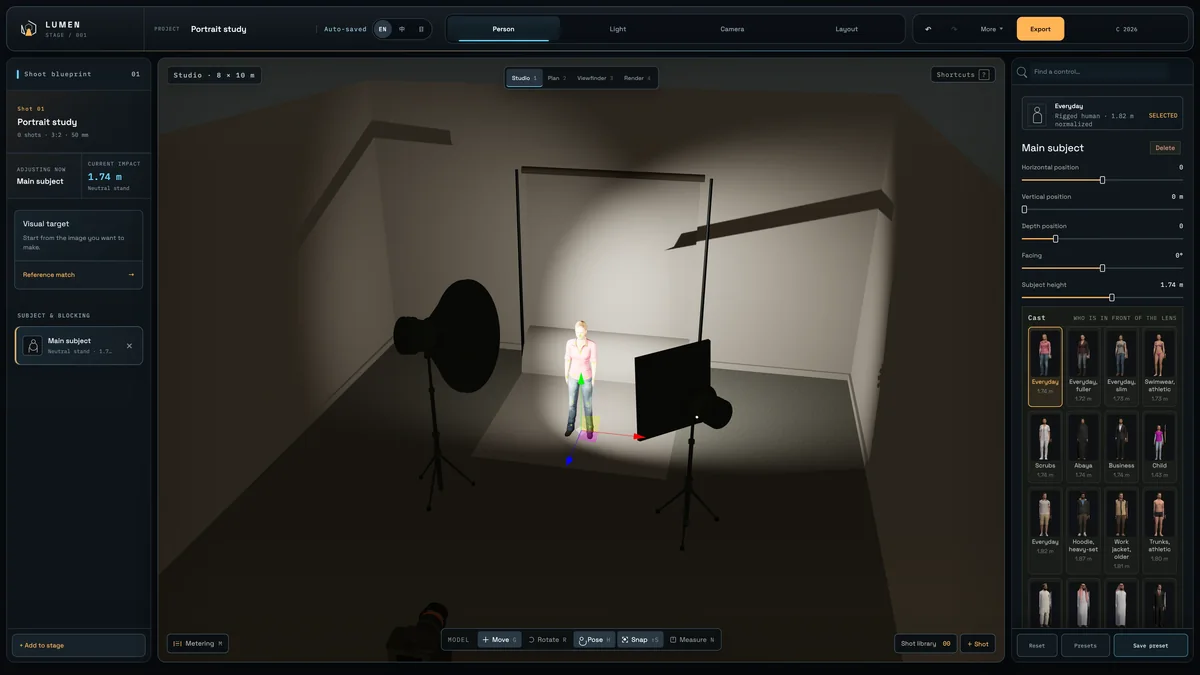 LUMEN
STAGE / 001
PROJECT
Portrait study
Auto-saved
EN
中
Person
Light
Camera
Layout
More
Export
C 2026
Shoot blueprint
01
Shot 01
Portrait study
0 shots · 3:2 · 50 mm
ADJUSTING NOW
Main subject
CURRENT IMPACT
1.74 m
Neutral stand
Visual target
Start from the image you want to
make.
Reference match →
SUBJECT & BLOCKING
Main subject
Neutral stand · 1.7…
×
+ Add to stage
Studio · 8 × 10 m
Studio 1
Plan 2
Viewfinder 3
Render 4
Shortcuts ?
Metering M
MODEL
Move G
Rotate R
Pose H
Snap ⇧S
Measure N
Shot library 00
+ Shot
Find a control…
Everyday
Rigged human · 1.82 m
normalized
SELECTED
Main subject
Delete
Horizontal position 0
Vertical position 0 m
Depth position 0
Facing 0°
Subject height 1.74 m
Cast
WHO IS IN FRONT OF THE LENS
Everyday
1.74 m
Everyday,
fuller
1.72 m
Everyday,
slim
1.73 m
Swimwear,
athletic
1.73 m
Scrubs
1.74 m
Abaya
1.74 m
Business
1.74 m
Child
1.43 m
Everyday
1.82 m
Hoodie,
heavy-set
1.87 m
Work
jacket,
older
1.81 m
Trunks,
athletic
1.80 m
Reset
Presets
Save preset